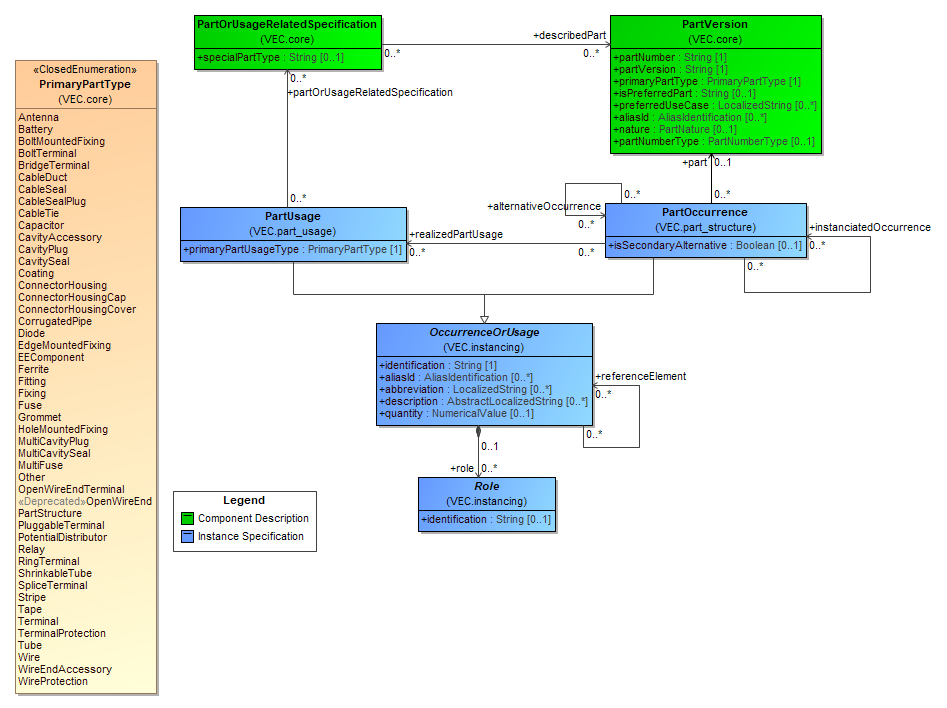 «ClosedEnumeration»
PrimaryPartType
(VEC.core)
Antenna
Battery
BoltMountedFixing
BoltTerminal
BridgeTerminal
CableDuct
CableSeal
CableSealPlug
CableTie
Capacitor
CavityAccessory
CavityPlug
CavitySeal
Coating
ConnectorHousing
ConnectorHousingCap
ConnectorHousingCover
CorrugatedPipe
Diode
EdgeMountedFixing
EEComponent
Ferrite
Fitting
Fixing
Fuse
Grommet
HoleMountedFixing
MultiCavityPlug
MultiCavitySeal
MultiFuse
Other
OpenWireEndTerminal
«Deprecated»OpenWireEnd
PartStructure
PluggableTerminal
PotentialDistributor
Relay
RingTerminal
ShrinkableTube
SpliceTerminal
Stripe
Tape
Terminal
TerminalProtection
Tube
Wire
WireEndAccessory
WireProtection
PartOrUsageRelatedSpecification
(VEC.core)
+specialPartType : String [0..1]
0..*
+describedPart
0..*
PartVersion
(VEC.core)
+partNumber : String [1]
+partVersion : String [1]
+primaryPartType : PrimaryPartType [1]
+isPreferredPart : String [0..1]
+preferredUseCase : LocalizedString [0..*]
+aliasId : AliasIdentification [0..*]
+nature : PartNature [0..1]
+partNumberType : PartNumberType [0..1]
0..*
+partOrUsageRelatedSpecification
0..*
+part 0..1
0..*
0..*
+alternativeOccurrence
0..*
PartUsage
(VEC.part_usage)
+primaryPartUsageType : PrimaryPartType [1]
+realizedPartUsage
0..*
0..*
PartOccurrence
(VEC.part_structure)
+isSecondaryAlternative : Boolean [0..1]
+instanciatedOccurrence
0..*
0..*
OccurrenceOrUsage
(VEC.instancing)
+identification : String [1]
+aliasId : AliasIdentification [0..*]
+abbreviation : LocalizedString [0..*]
+description : AbstractLocalizedString [0..*]
+quantity : NumericalValue [0..1]
+referenceElement
0..*
0..*
0..1
+role 0..*
Role
(VEC.instancing)
+identification : String [0..1]
Legend
Component Description
Instance Specification